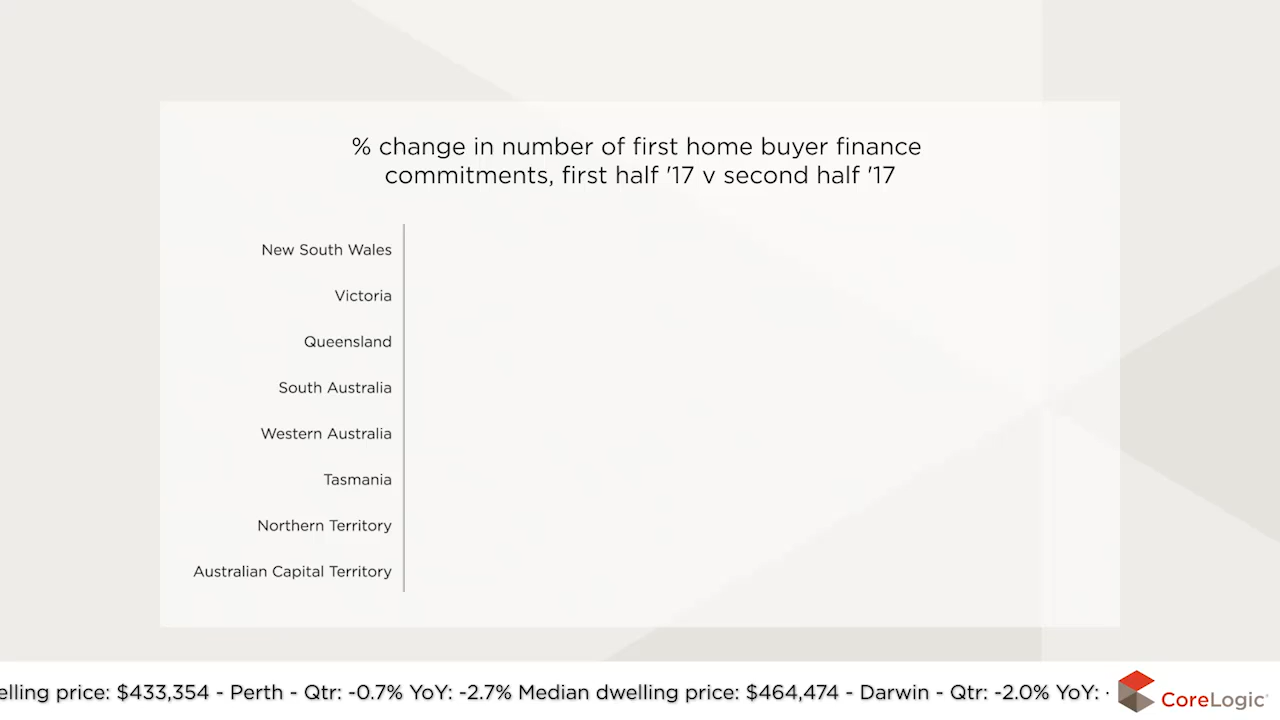 % change in number of first home buyer finance
commitments, first half '17 v second half '17
New South Wales
Victoria
Queensland
South Australia
Western Australia
Tasmania
Northern Territory
Australian Capital Territory
elling price: $433,354 - Perth - Qtr: -0.7% YoY: -2.7% Median dwelling price: $464,474 - Darwin - Qtr: -2.0% YoY: -
CoreLogic